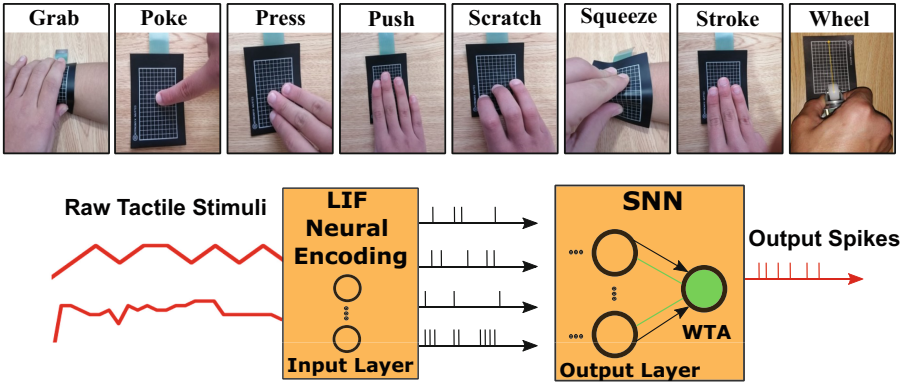 Grab Poke Press Push Scratch Squeeze Stroke Wheel
Raw Tactile Stimuli
LIF
Neural
Encoding
Input Layer
SNN
WTA
Output Layer
Output Spikes